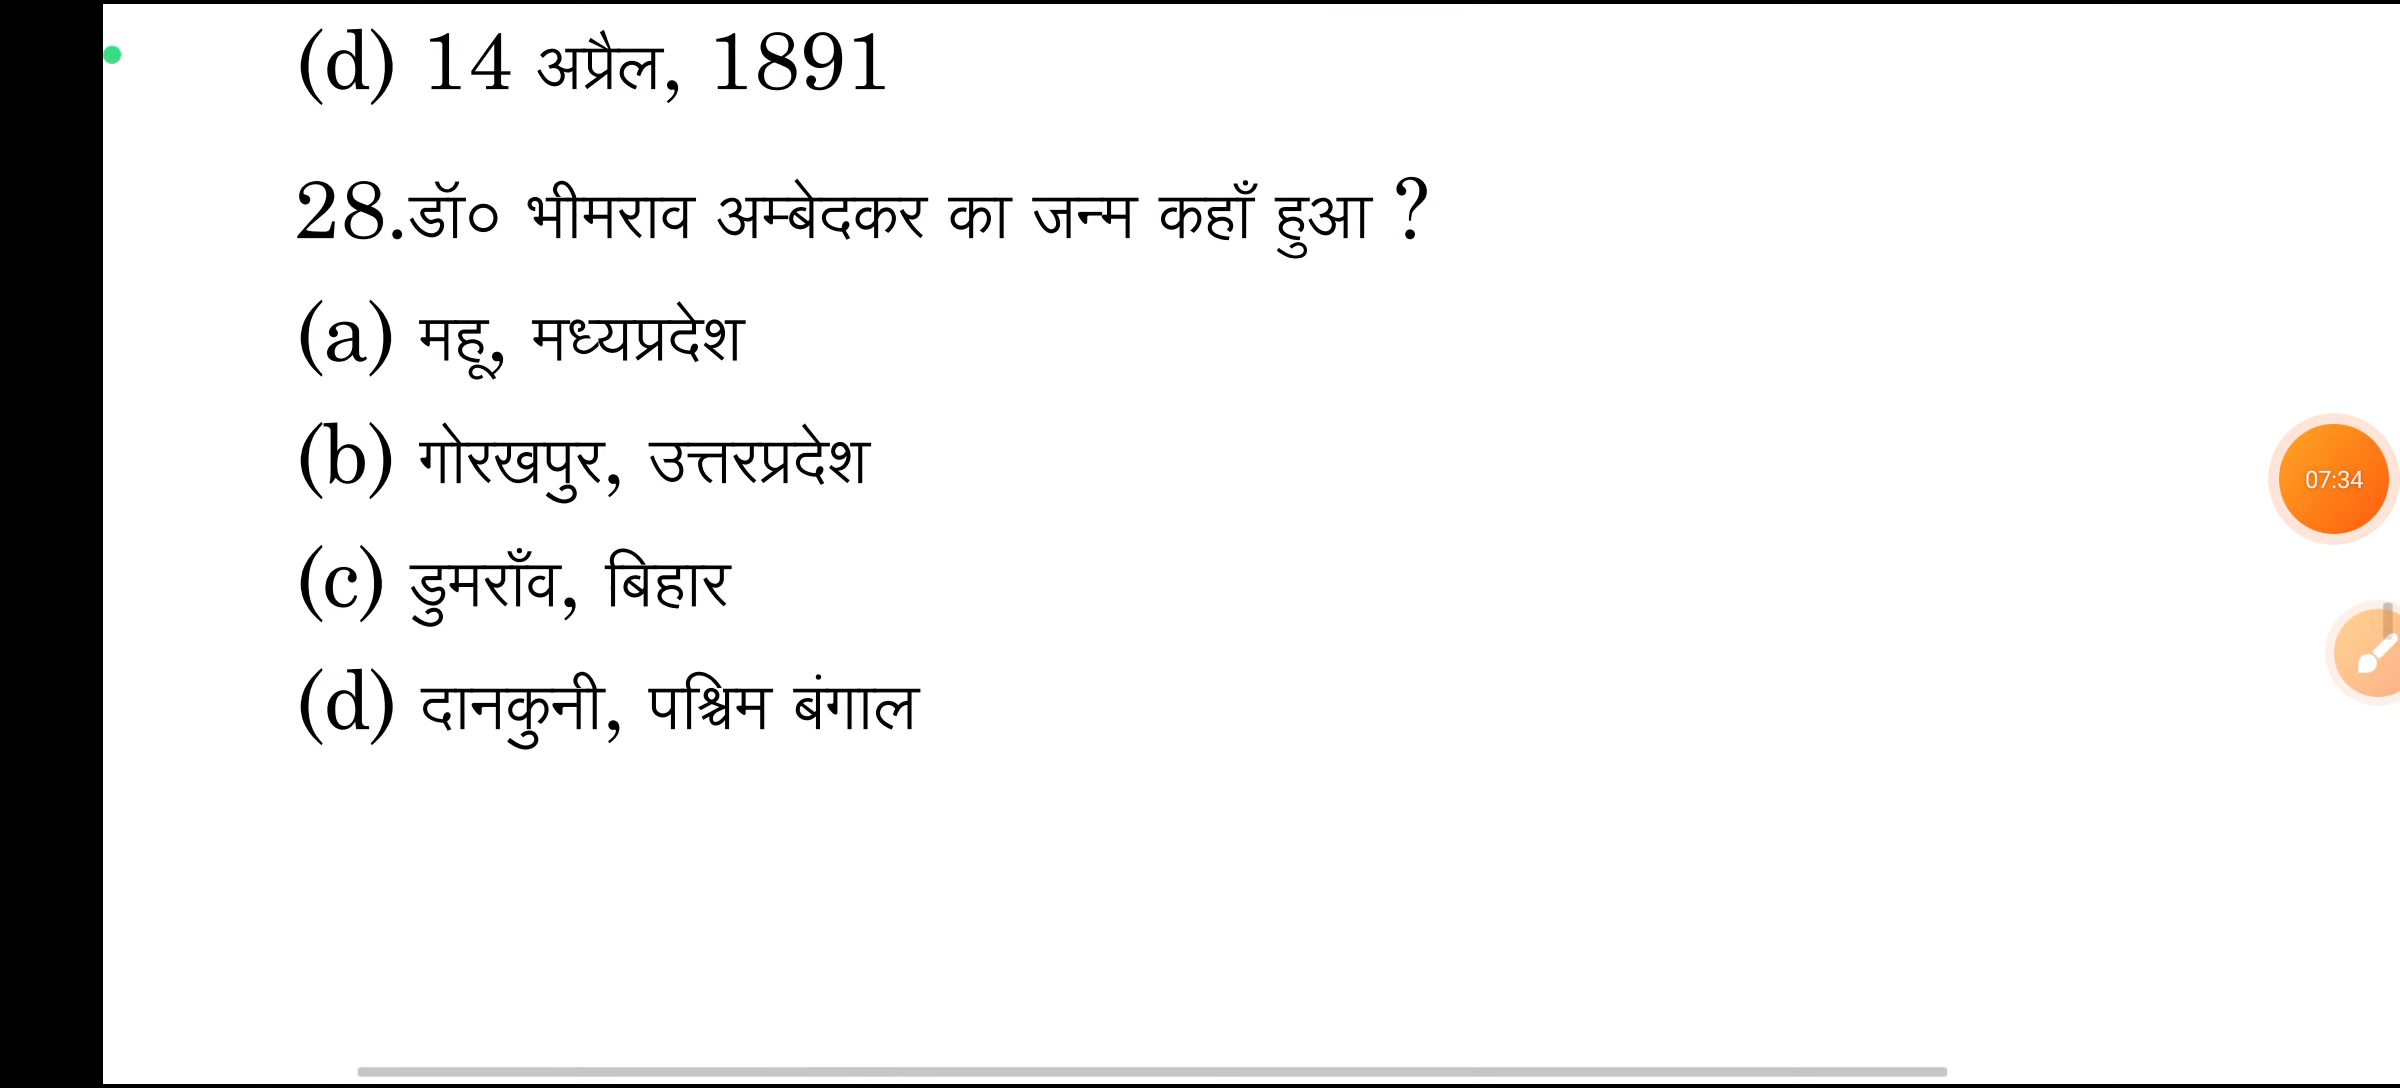 (d) 14 अप्रैल, 1891
28.डॉ० भीमराव अम्बेदकर का जन्म कहाँ हुआ ?
(a) महू, मध्यप्रदेश
(b) गोरखपुर, उत्तरप्रदेश
07:34
(c) डुमराँव, बिहार
(d) दानकुनी, पश्चिम बंगाल